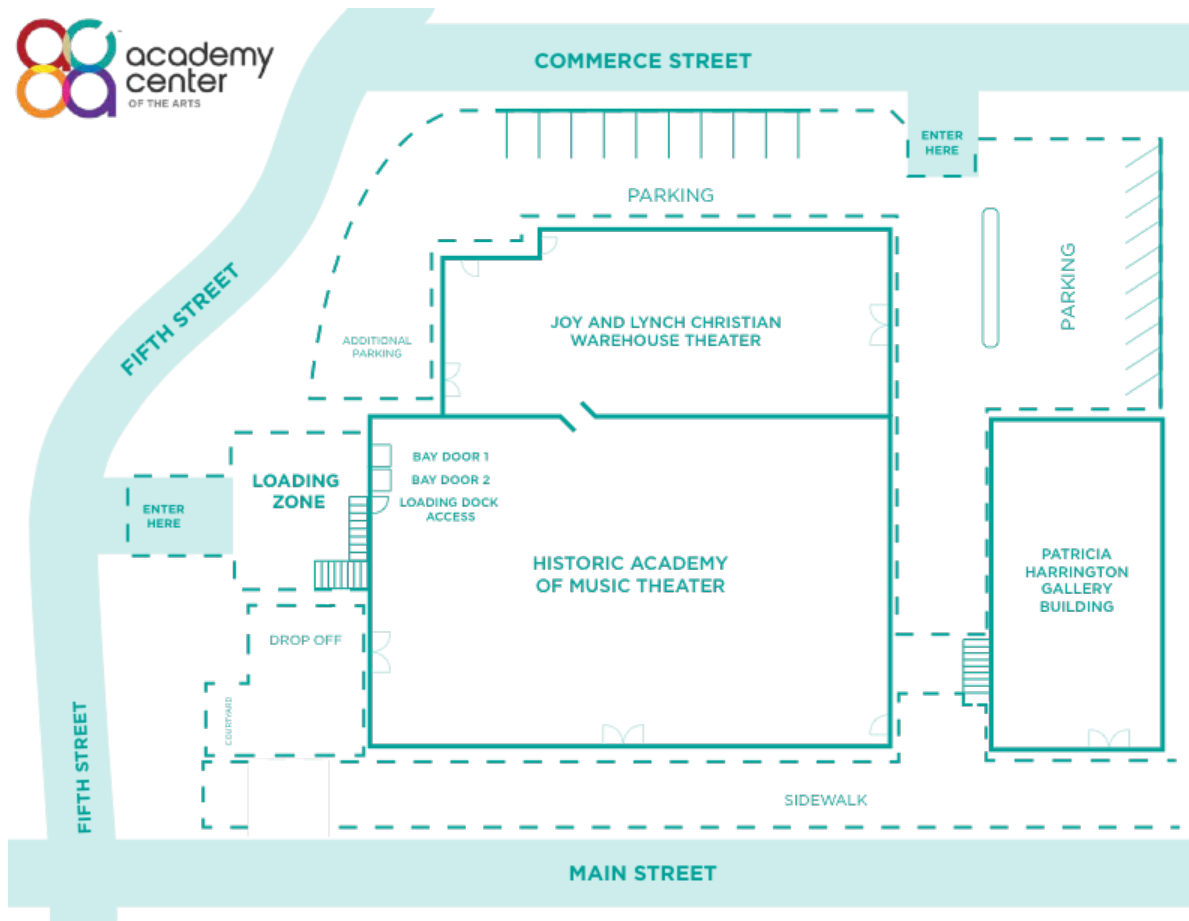 academy
center
OF THE ARTS
COMMERCE STREET
ENTER
HERE
PARKING
PARKING
FIFTH STREET
JOY AND LYNCH CHRISTIAN
WAREHOUSE THEATER
ADDITIONAL
PARKING
BAY DOOR 1
BAY DOOR 2
LOADING DOCK
ACCESS
LOADING
ZONE
ENTER
HERE
HISTORIC ACADEMY
OF MUSIC THEATER
PATRICIA
HARRINGTON
GALLERY
BUILDING
DROP OFF
COURTYARD
FIFTH STREET
SIDEWALK
MAIN STREET